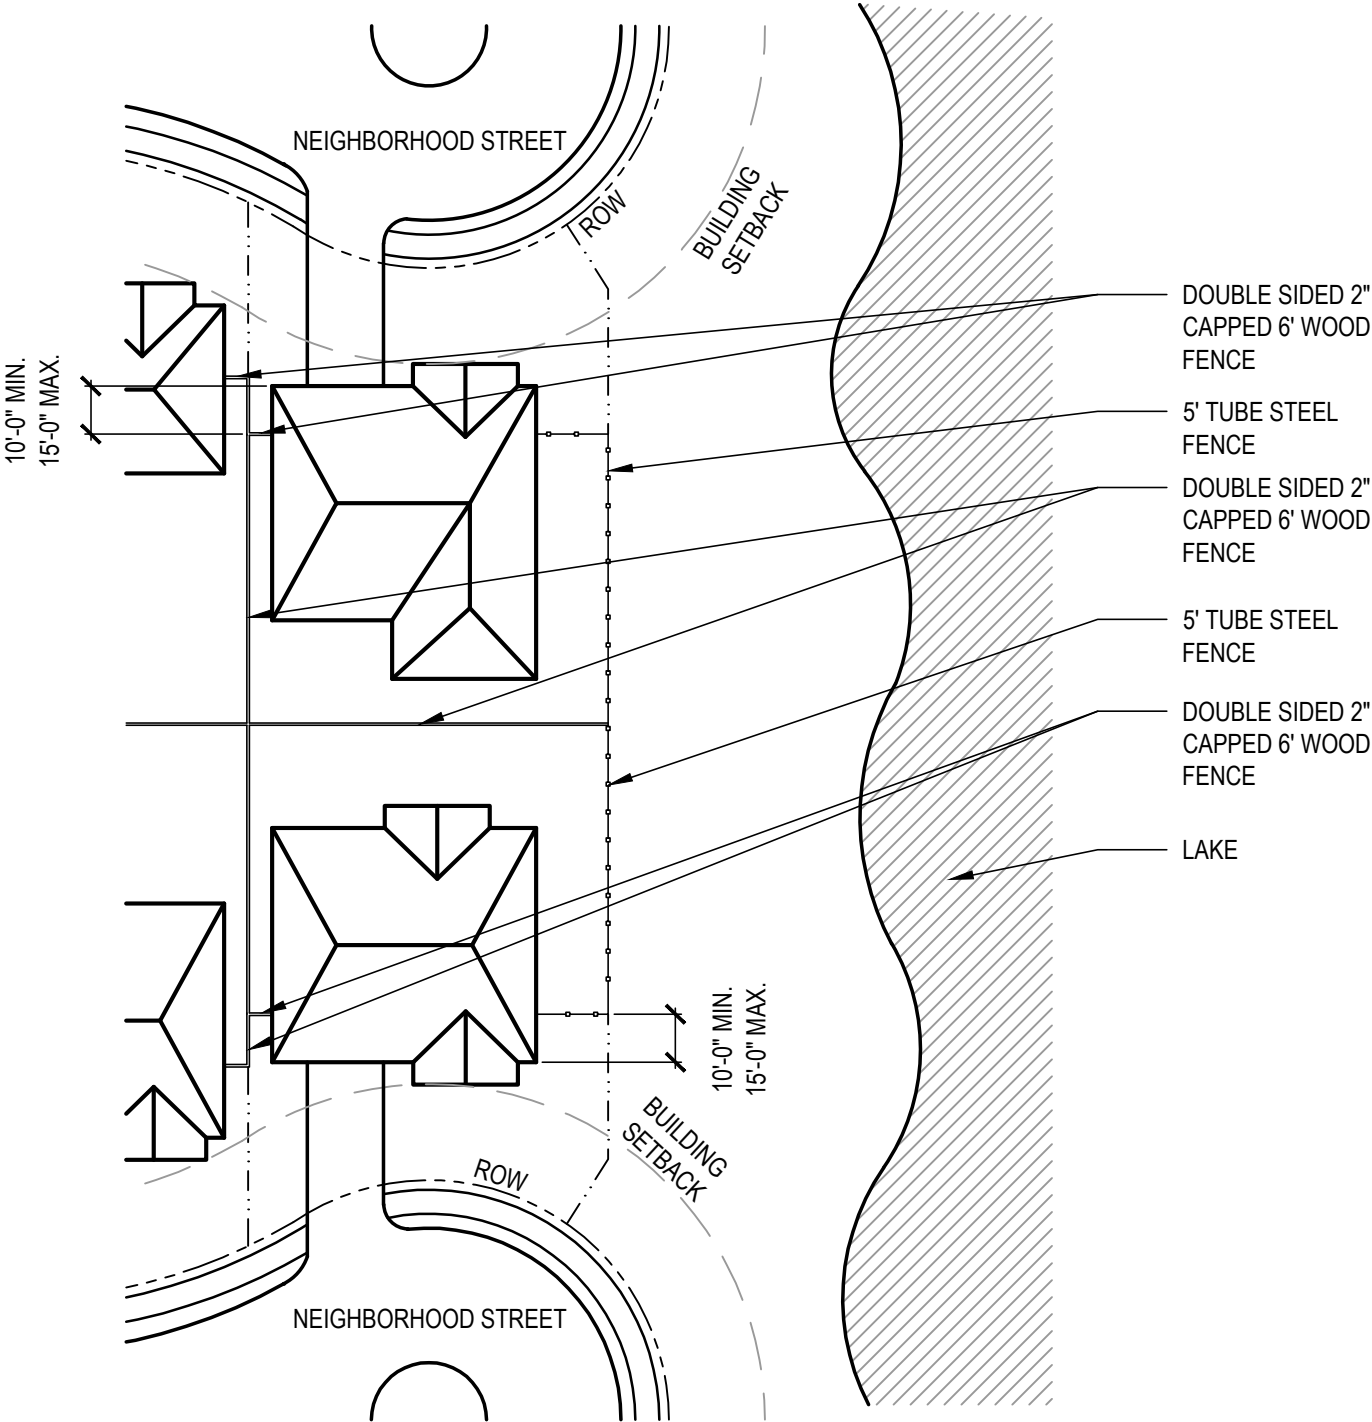 NEIGHBORHOOD STREET
ROW
BUILDING
SETBACK
DOUBLE SIDED 2"
CAPPED 6' WOOD
FENCE
10'-0" MIN.
15'-0" MAX.
5' TUBE STEEL
FENCE
DOUBLE SIDED 2"
CAPPED 6' WOOD
FENCE
5' TUBE STEEL
FENCE
DOUBLE SIDED 2"
CAPPED 6' WOOD
FENCE
LAKE
10'-0" MIN.
15'-0" MAX.
BUILDING
SETBACK
ROW
NEIGHBORHOOD STREET